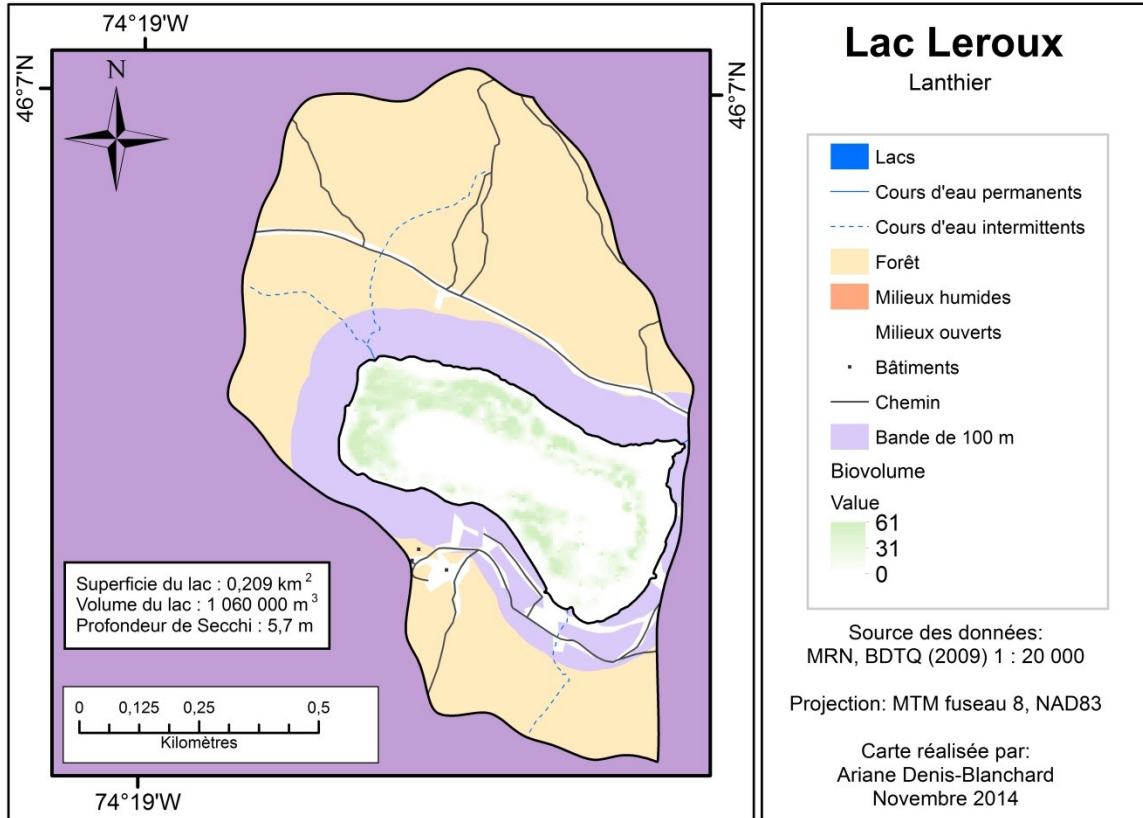 74°19'W
46°7'N
46°7'N
N
Superficie du lac : 0,209 km²
Volume du lac : 1 060 000 m³
Profondeur de Secchi : 5,7 m
0 0,125 0,25 0,5
Kilomètres
74°19'W
Lac Leroux
Lanthier
Lacs
Cours d'eau permanents
Cours d'eau intermittents
Forêt
Milieux humides
Milieux ouverts
Bâtiments
Chemin
Bande de 100 m
Biovolume
Value
61
31
0
Source des données:
MRN, BDTQ (2009) 1 : 20 000
Projection: MTM fuseau 8, NAD83
Carte réalisée par:
Ariane Denis-Blanchard
Novembre 2014